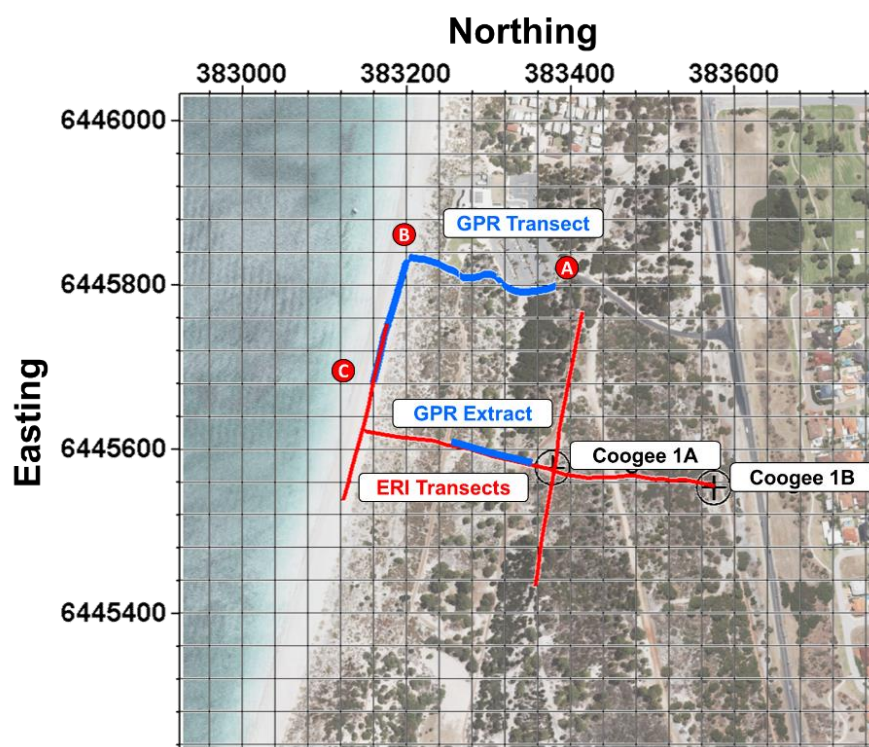 Northing
383000 383200 383400 383600
6446000
GPR Transect
B
A
6445800
C
Easting
GPR Extract
6445600
Coogee 1A
ERI Transects
Coogee 1B
6445400